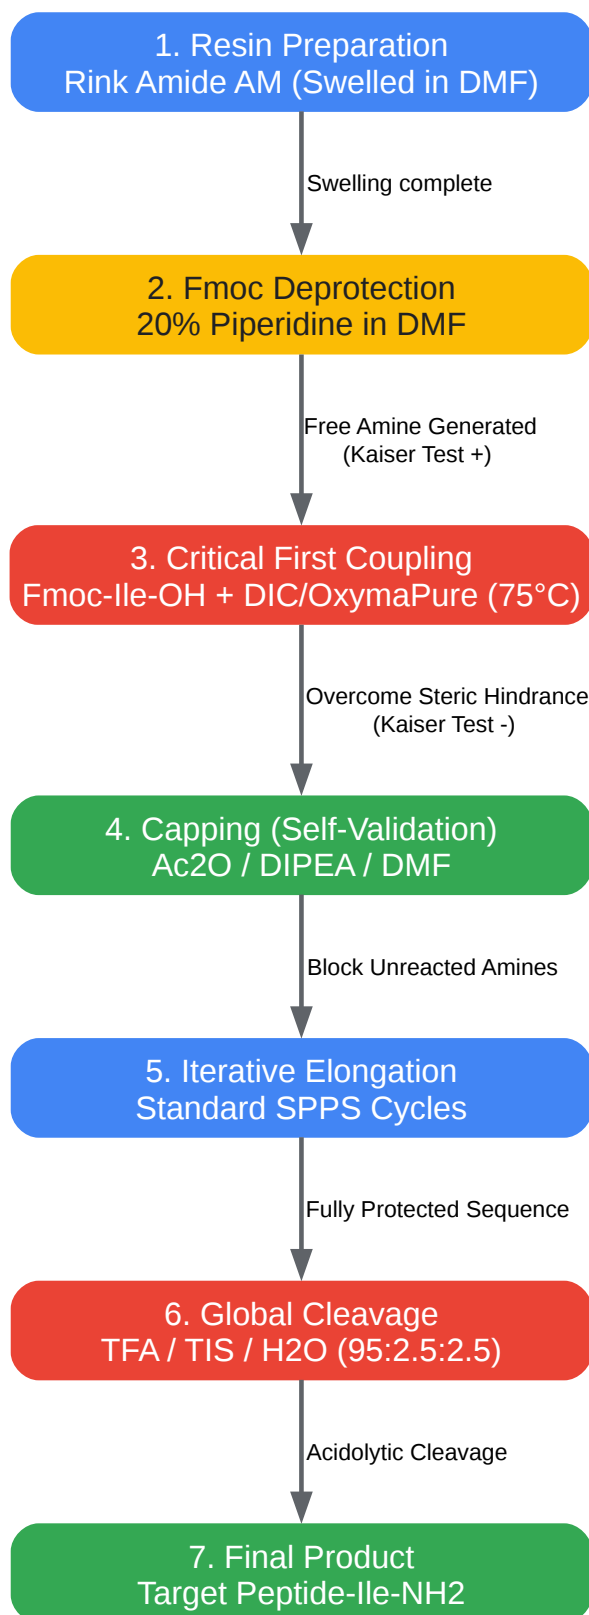 1. Resin Preparation
Rink Amide AM (Swelled in DMF)
Swelling complete
2. Fmoc Deprotection
20% Piperidine in DMF
Free Amine Generated
(Kaiser Test +)
3. Critical First Coupling
Fmoc-Ile-OH + DIC/OxymaPure (75°C)
Overcome Steric Hindrance
(Kaiser Test -)
4. Capping (Self-Validation)
Ac2O / DIPEA / DMF
Block Unreacted Amines
5. Iterative Elongation
Standard SPPS Cycles
Fully Protected Sequence
6. Global Cleavage
TFA / TIS / H2O (95:2.5:2.5)
Acidolytic Cleavage
7. Final Product
Target Peptide-Ile-NH2